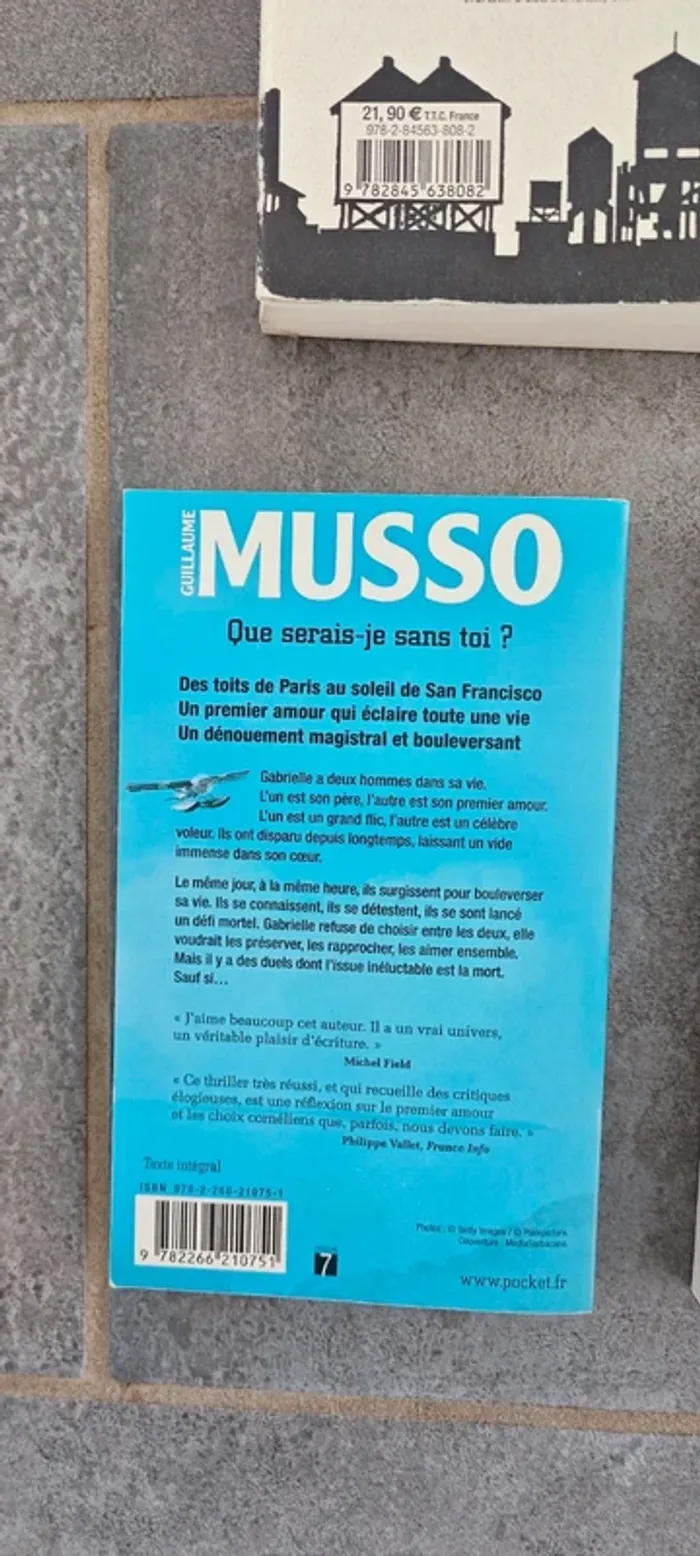 21,90 € T.T.C. France
978-2-84563-808-2
9 782845 638082
GUILLAUME
MUSSO
Que serais-je sans toi ?
Des toits de Paris au soleil de San Francisco
Un premier amour qui éclaire toute une vie
Un dénouement magistral et bouleversant
Gabrielle a deux hommes dans sa vie.
L'un est son père, l'autre est son premier amour.
L'un est un grand flic, l'autre est un célèbre
voleur. Ils ont disparu depuis longtemps, laissant un vide
immense dans son cœur.
Le même jour, à la même heure, ils surgissent pour bouleverser
sa vie. Ils se connaissent, ils se détestent, ils se sont lancé
un défi mortel. Gabrielle refuse de choisir entre les deux, elle
voudrait les préserver, les rapprocher, les aimer ensemble.
Mais il y a des duels dont l'issue inéluctable est la mort.
Sauf si...
« J'aime beaucoup cet auteur. Il a un vrai univers,
un véritable plaisir d'écriture. »
Michel Field
« Ce thriller très réussi, et qui recueille des critiques
élogieuses, est une réflexion sur le premier amour
et les choix cornéliens que, parfois, nous devons faire. »
Philippe Vallet, France Info
Texte intégral
ISBN 978-2-266-21075-1
9 782266 210751
7
Photos : © Getty Images / © Plainpicture
Couverture :
www.pocket.fr